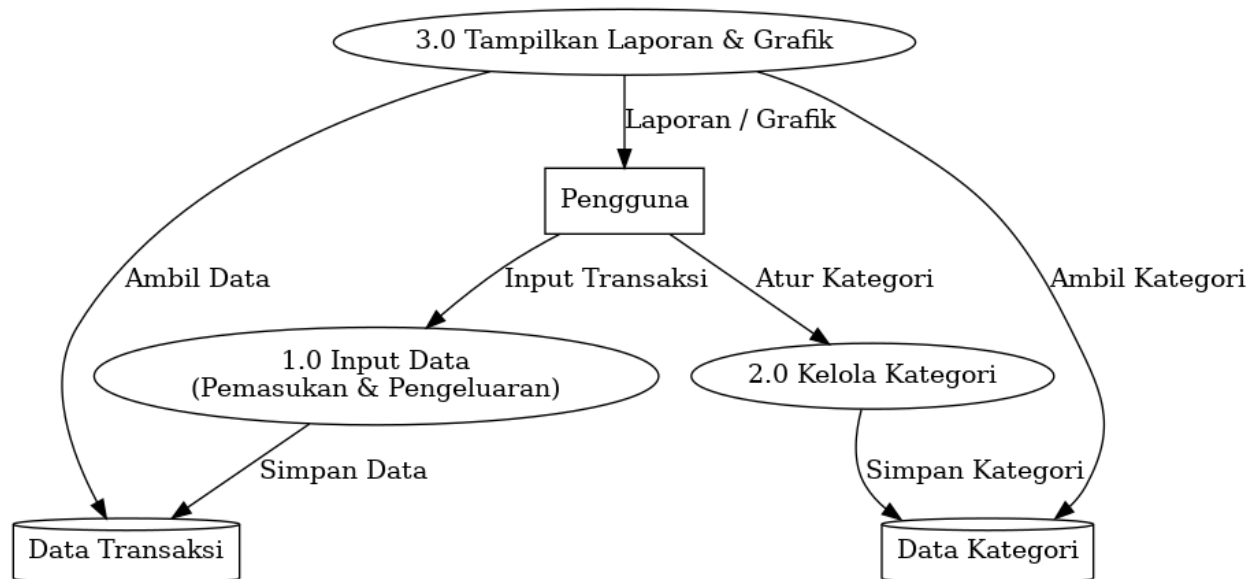 3.0 Tampilkan Laporan & Grafik
Laporan / Grafik
Pengguna
Ambil Data
Input Transaksi
Atur Kategori
Ambil Kategori
1.0 Input Data
(Pemasukan & Pengeluaran)
2.0 Kelola Kategori
Simpan Data
Simpan Kategori
Data Transaksi
Data Kategori